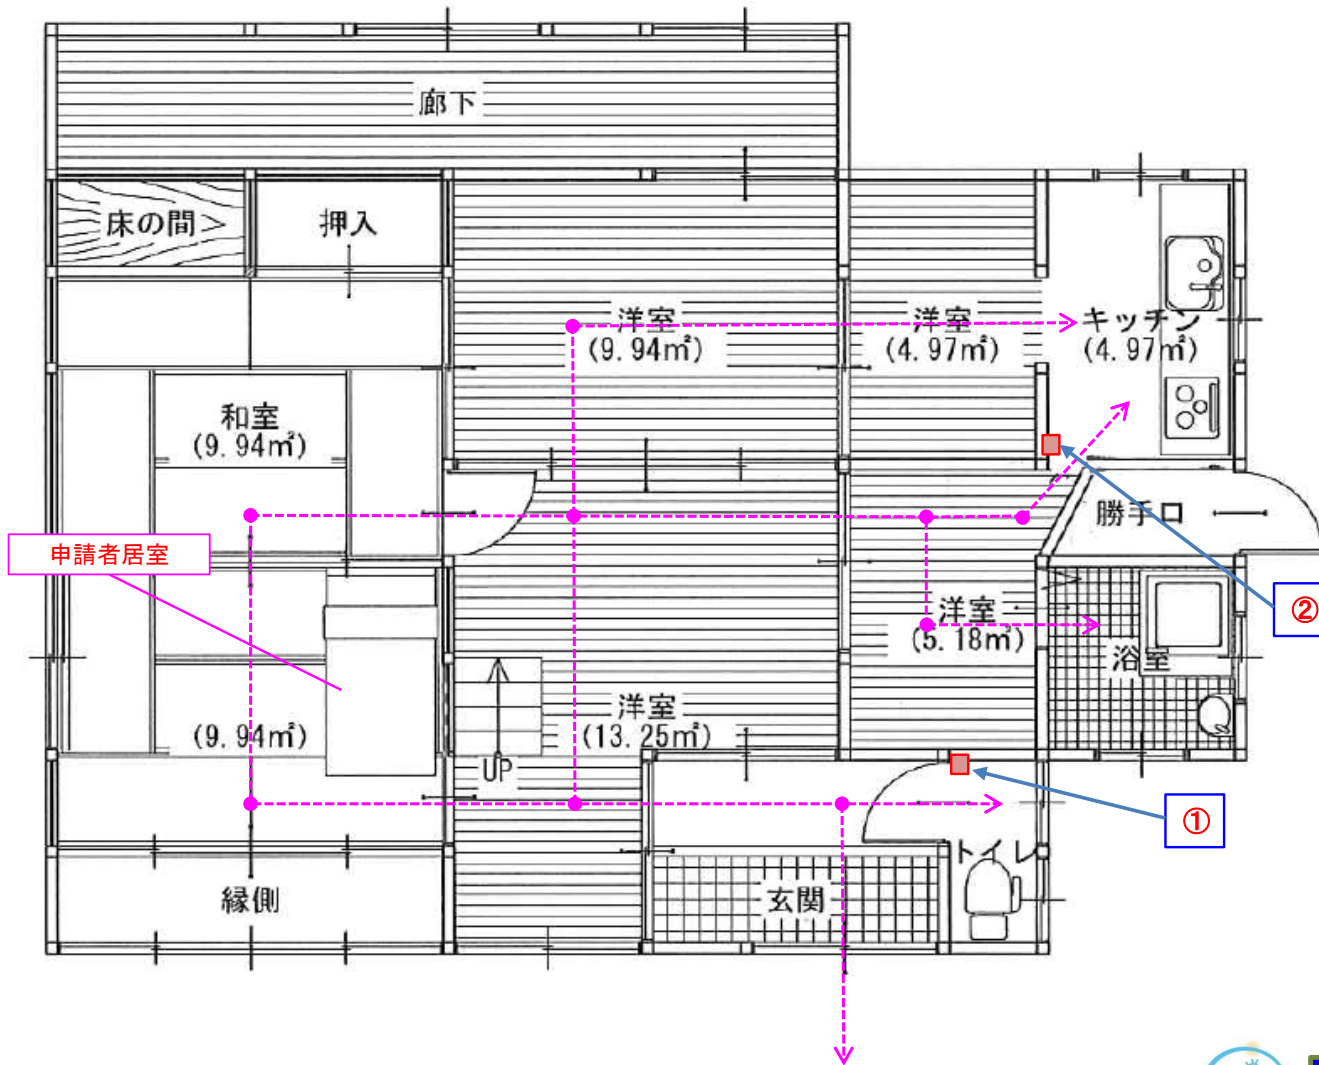 廊下
床の間
押入
洋室
(9.94㎡)
洋室
(4.97㎡)
キッチン
(4.97㎡)
和室
(9.94㎡)
勝手口
申請者居室
②
洋室
(5.18㎡)
浴室
(9.94㎡)
洋室
(13.25㎡)
UP
①
トイレ
縁側
玄関